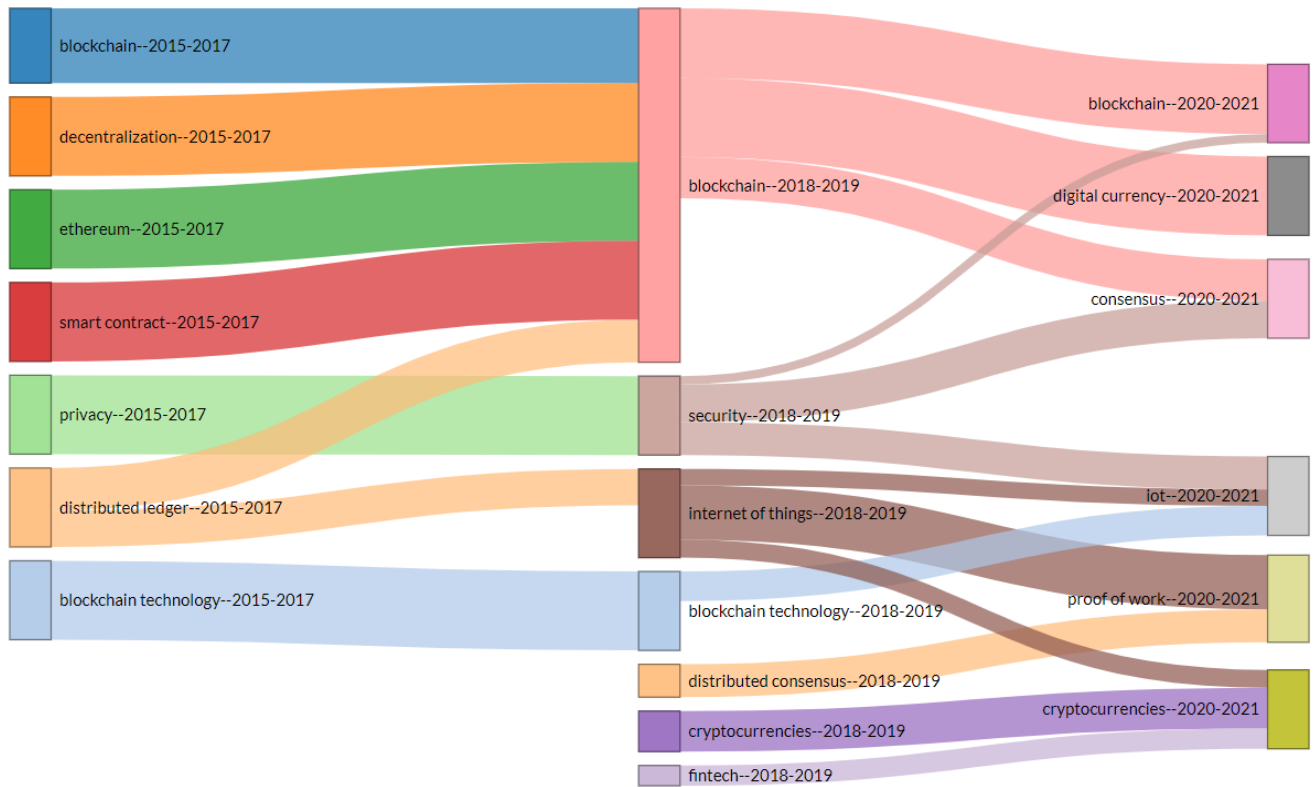 blockchain--2015-2017
decentralization--2015-2017
ethereum--2015-2017
smart contract--2015-2017
privacy--2015-2017
distributed ledger--2015-2017
blockchain technology--2015-2017
blockchain--2018-2019
security--2018-2019
internet of things--2018-2019
blockchain technology--2018-2019
distributed consensus--2018-2019
cryptocurrencies--2018-2019
fintech--2018-2019
blockchain--2020-2021
digital currency--2020-2021
consensus--2020-2021
iot--2020-2021
proof of work--2020-2021
cryptocurrencies--2020-2021